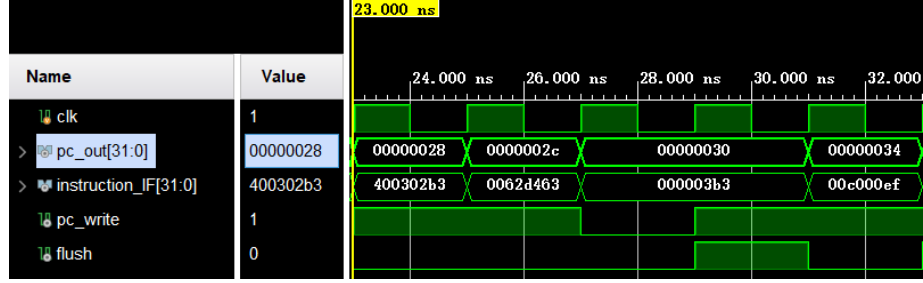 23.000 ns
Name Value 24.000 ns 26.000 ns 28.000 ns 30.000 ns 32.000
clk 1
pc_out[31:0] 00000028 00000028 0000002c 00000030 00000034
instruction_IF[31:0] 400302b3 400302b3 0062d463 000003b3 00c000ef
pc_write 1
flush 0